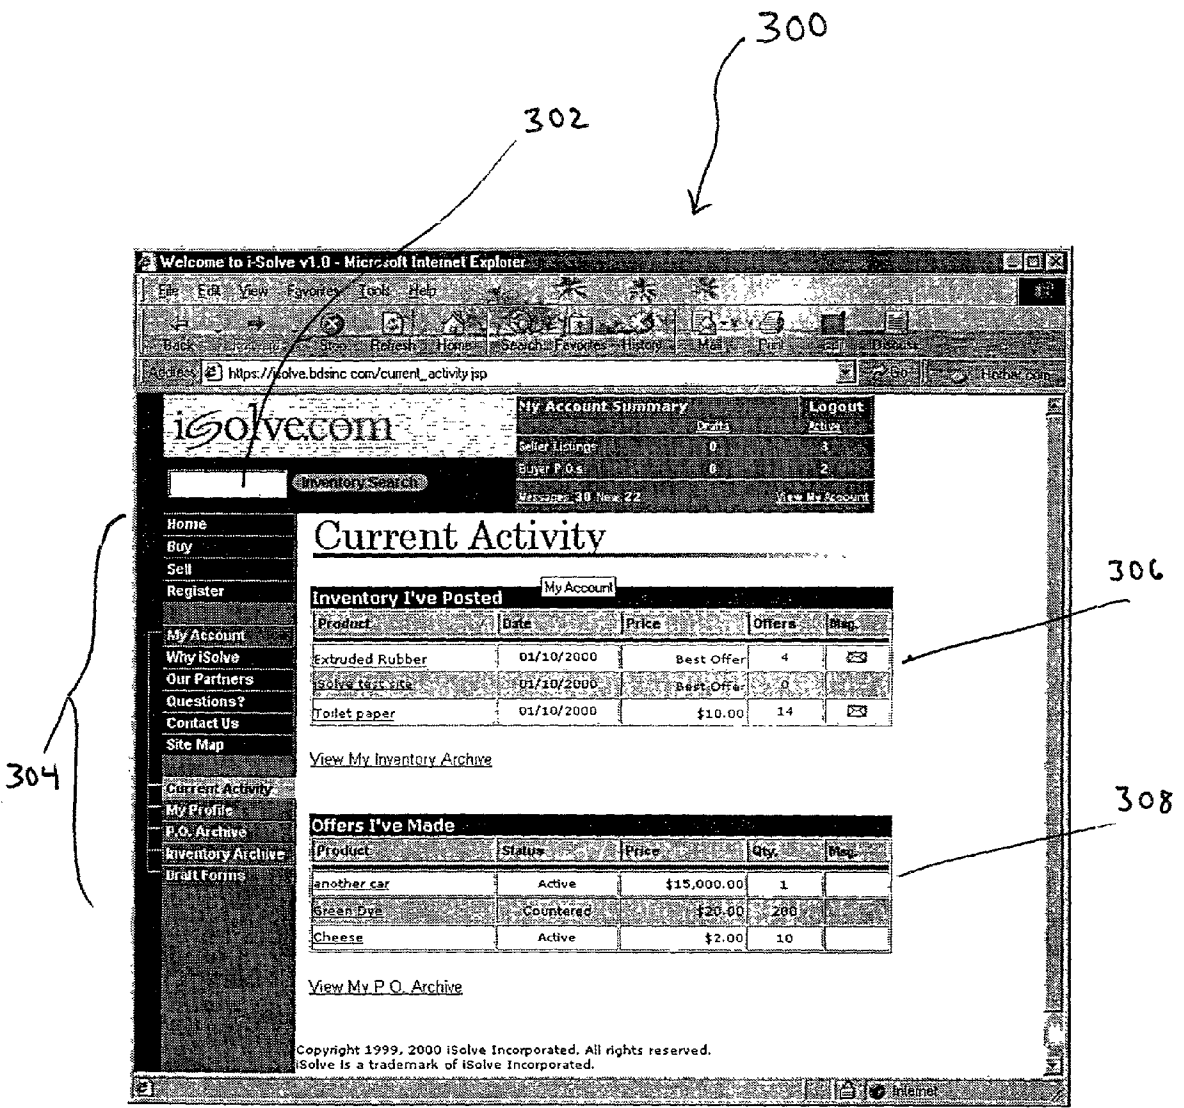 300
302
Welcome to i-Solve v1.0 - Microsoft Internet Explorer
File Edit View Favorites Tools Help
Back Stop Refresh Home Search Favorites History Mail Print Edit Discuss
Address https://isolve.bdsinc.com/current_activity.jsp Go
isolve.com
My Account Summary Logout
Drafts Active
Seller Listings 0 3
Buyer P.O.s 0 2
Messages: 30 New: 22 View My Account
Inventory Search
Home
Buy
Sell
Register
My Account
Why iSolve
Our Partners
Questions?
Contact Us
Site Map
Current Activity
My Profile
P.O. Archive
Inventory Archive
Draft Forms
304
Current Activity
My Account
Inventory I've Posted
Product Date Price Offers Msg.
Extruded Rubber 01/10/2000 Best Offer 4
iSolve test site 01/10/2000 Best Offer 0
Toilet paper 01/10/2000 $10.00 14
306
View My Inventory Archive
Offers I've Made
Product Status Price Qty. Msg.
another car Active $15,000.00 1
Green Dye Countered $20.00 200
Cheese Active $2.00 10
308
View My P.O. Archive
Copyright 1999, 2000 iSolve Incorporated. All rights reserved.
iSolve is a trademark of iSolve Incorporated.
Internet